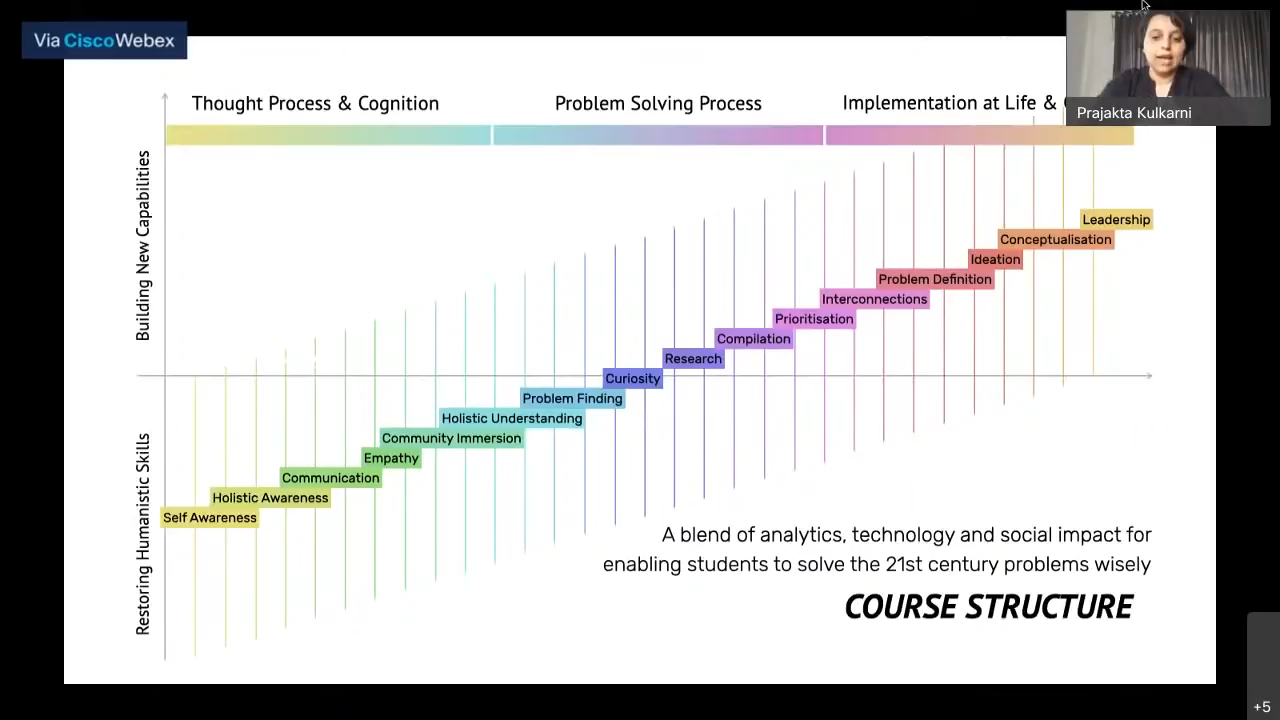 Via Cisco Webex
Prajakta Kulkarni
Thought Process & Cognition
Problem Solving Process
Implementation at Life &
Building New Capabilities
Restoring Humanistic Skills
Leadership
Conceptualisation
Ideation
Problem Definition
Interconnections
Prioritisation
Compilation
Research
Curiosity
Problem Finding
Holistic Understanding
Community Immersion
Empathy
Communication
Holistic Awareness
Self Awareness
A blend of analytics, technology and social impact for
enabling students to solve the 21st century problems wisely
COURSE STRUCTURE
+5